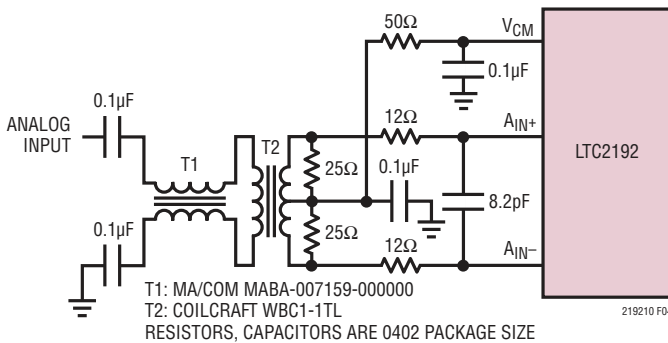 50Ω
VCM
0.1µF
0.1µF
ANALOG
INPUT
T1
T2
12Ω
AIN+
25Ω
0.1µF
LTC2192
8.2pF
25Ω
0.1µF
12Ω
AIN–
T1: MA/COM MABA-007159-000000
T2: COILCRAFT WBC1-1TL
RESISTORS, CAPACITORS ARE 0402 PACKAGE SIZE
219210 F0